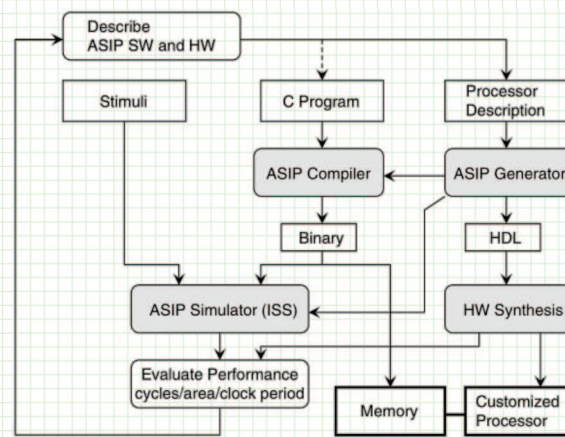 Describe
ASIP SW and HW
Stimuli
C Program
Processor
Description
ASIP Compiler
ASIP Generator
Binary
HDL
ASIP Simulator (ISS)
HW Synthesis
Evaluate Performance
cycles/area/clock period
Memory
Customized
Processor